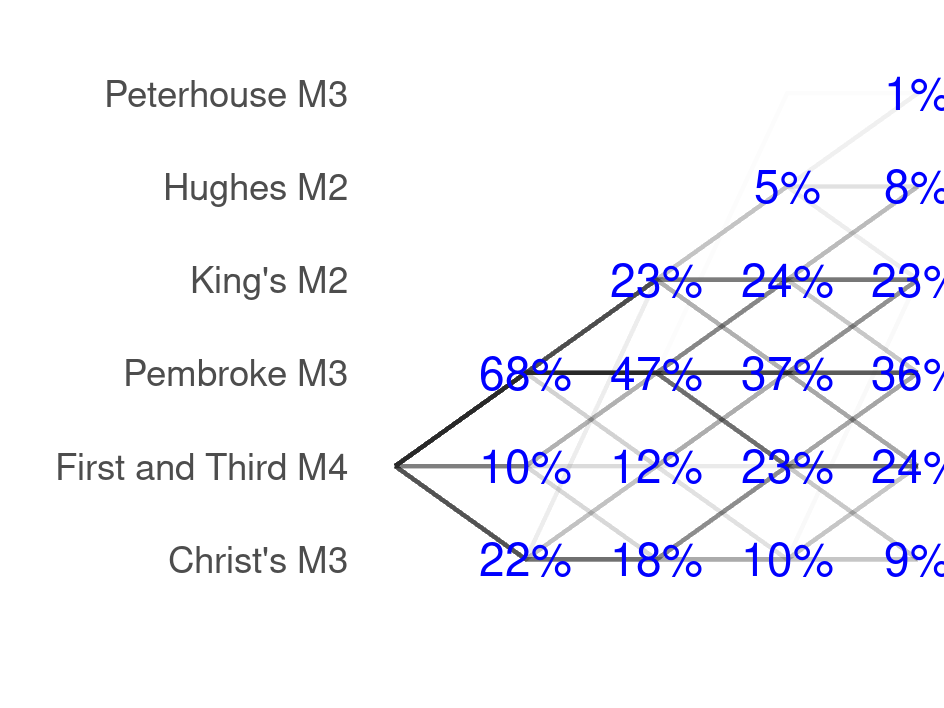 Peterhouse M3 1%
Hughes M2 5% 8%
King's M2 23% 24% 23%
Pembroke M3 68% 47% 37% 36%
First and Third M4 10% 12% 23% 24%
Christ's M3 22% 18% 10% 9%